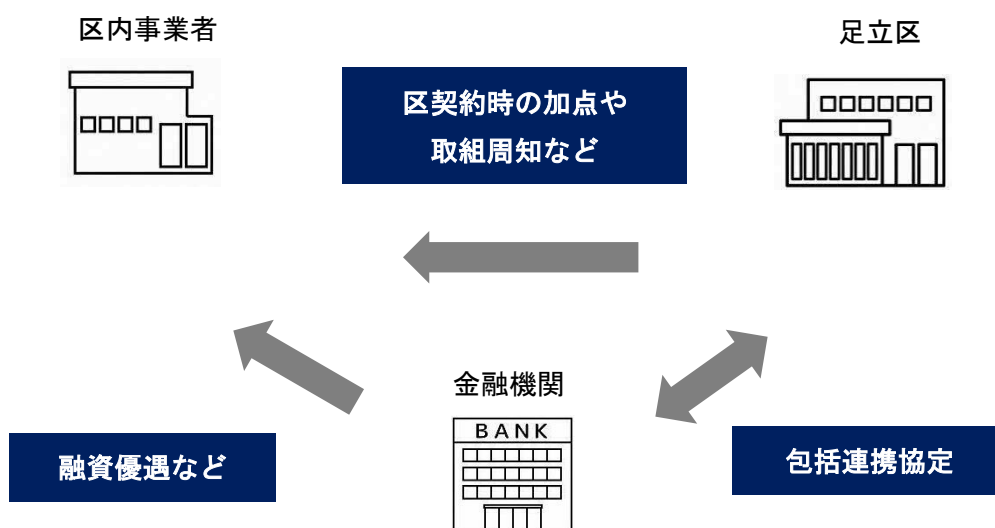 区内事業者
足立区
区契約時の加点や
取組周知など
金融機関
BANK
融資優遇など
包括連携協定